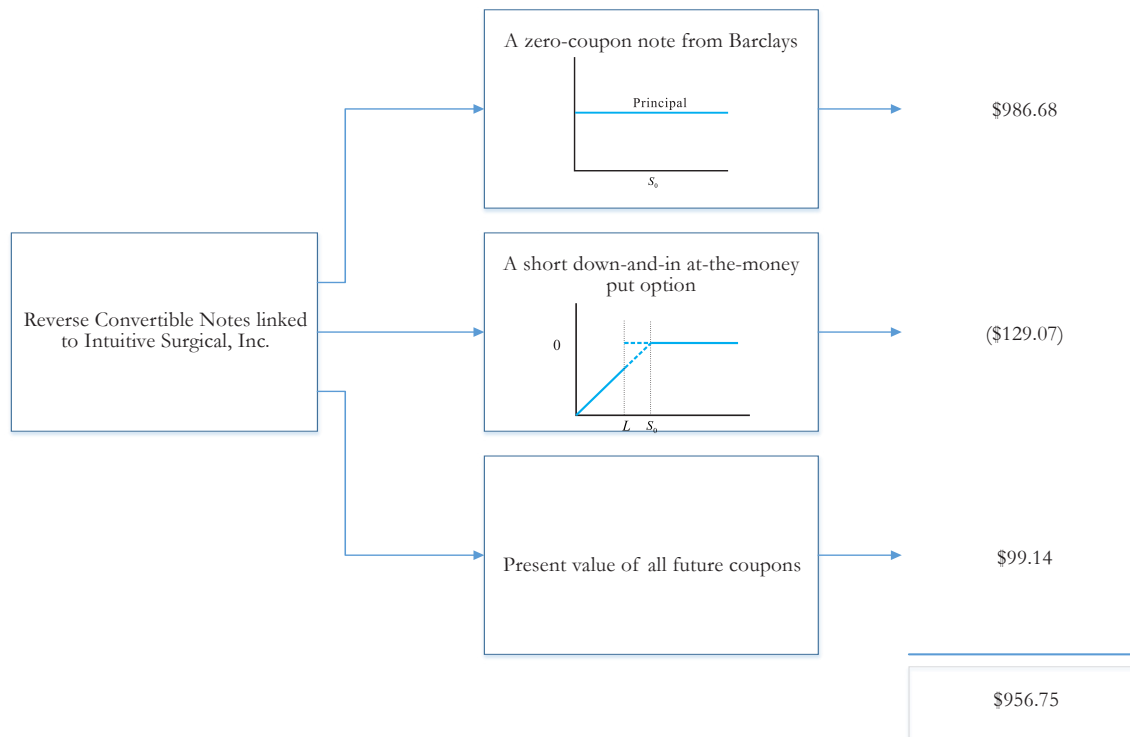 A zero-coupon note from Barclays
Principal
S₀
$986.68
Reverse Convertible Notes linked
to Intuitive Surgical, Inc.
A short down-and-in at-the-money
put option
0
L S₀
($129.07)
Present value of all future coupons
$99.14
$956.75